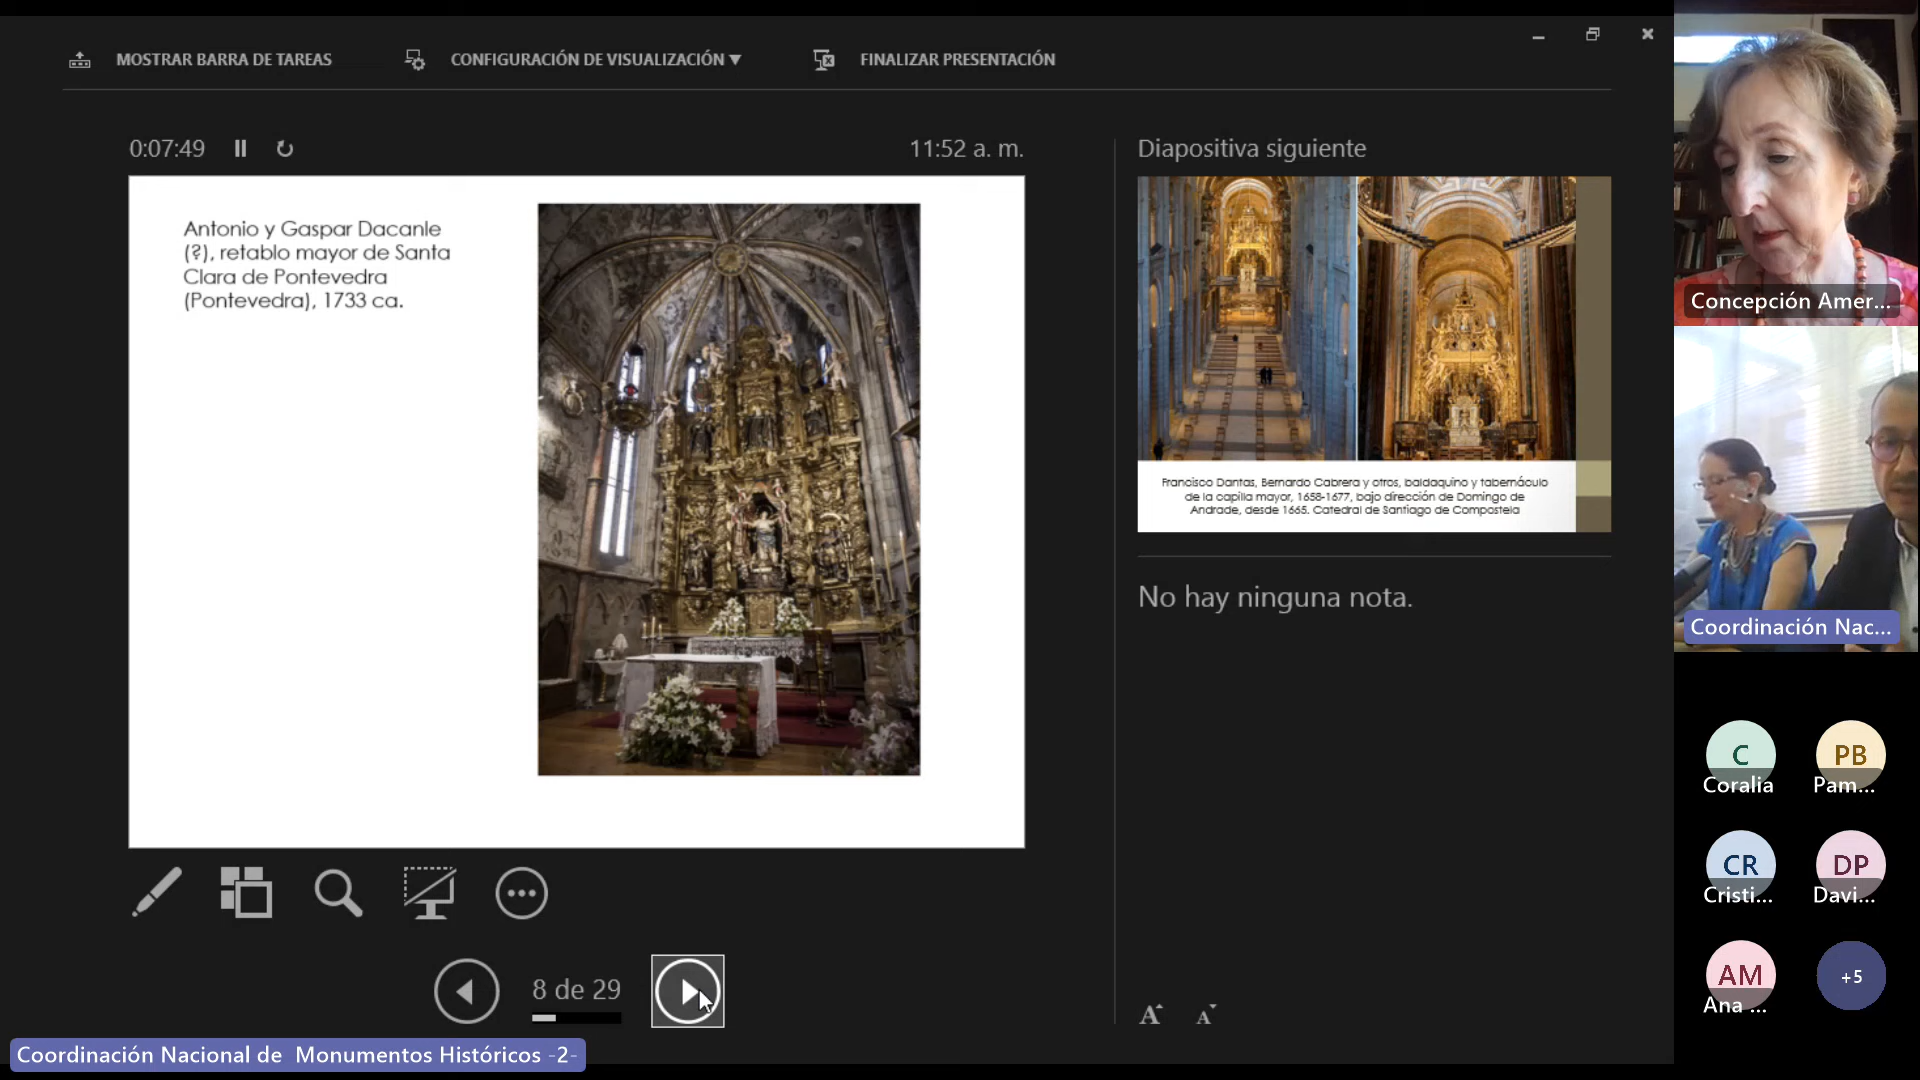 MOSTRAR BARRA DE TAREAS
CONFIGURACIÓN DE VISUALIZACIÓN ▼
FINALIZAR PRESENTACIÓN
0:07:49
11:52 a. m.
Antonio y Gaspar Dacanle
(?), retablo mayor de Santa
Clara de Pontevedra
(Pontevedra), 1733 ca.
Diapositiva siguiente
Francisco Dantas, Bernardo Cabrera y otros, baldaquino y tabernáculo
de la capilla mayor, 1658-1677, bajo dirección de Domingo de
Andrade, desde 1665. Catedral de Santiago de Compostela
No hay ninguna nota.
8 de 29
A A
Coordinación Nacional de  Monumentos Históricos -2-
Concepción Amer...
Coordinación Nac...
C
Coralia
PB
Pam...
CR
Cristi...
DP
Davi...
AM
Ana ...
+5